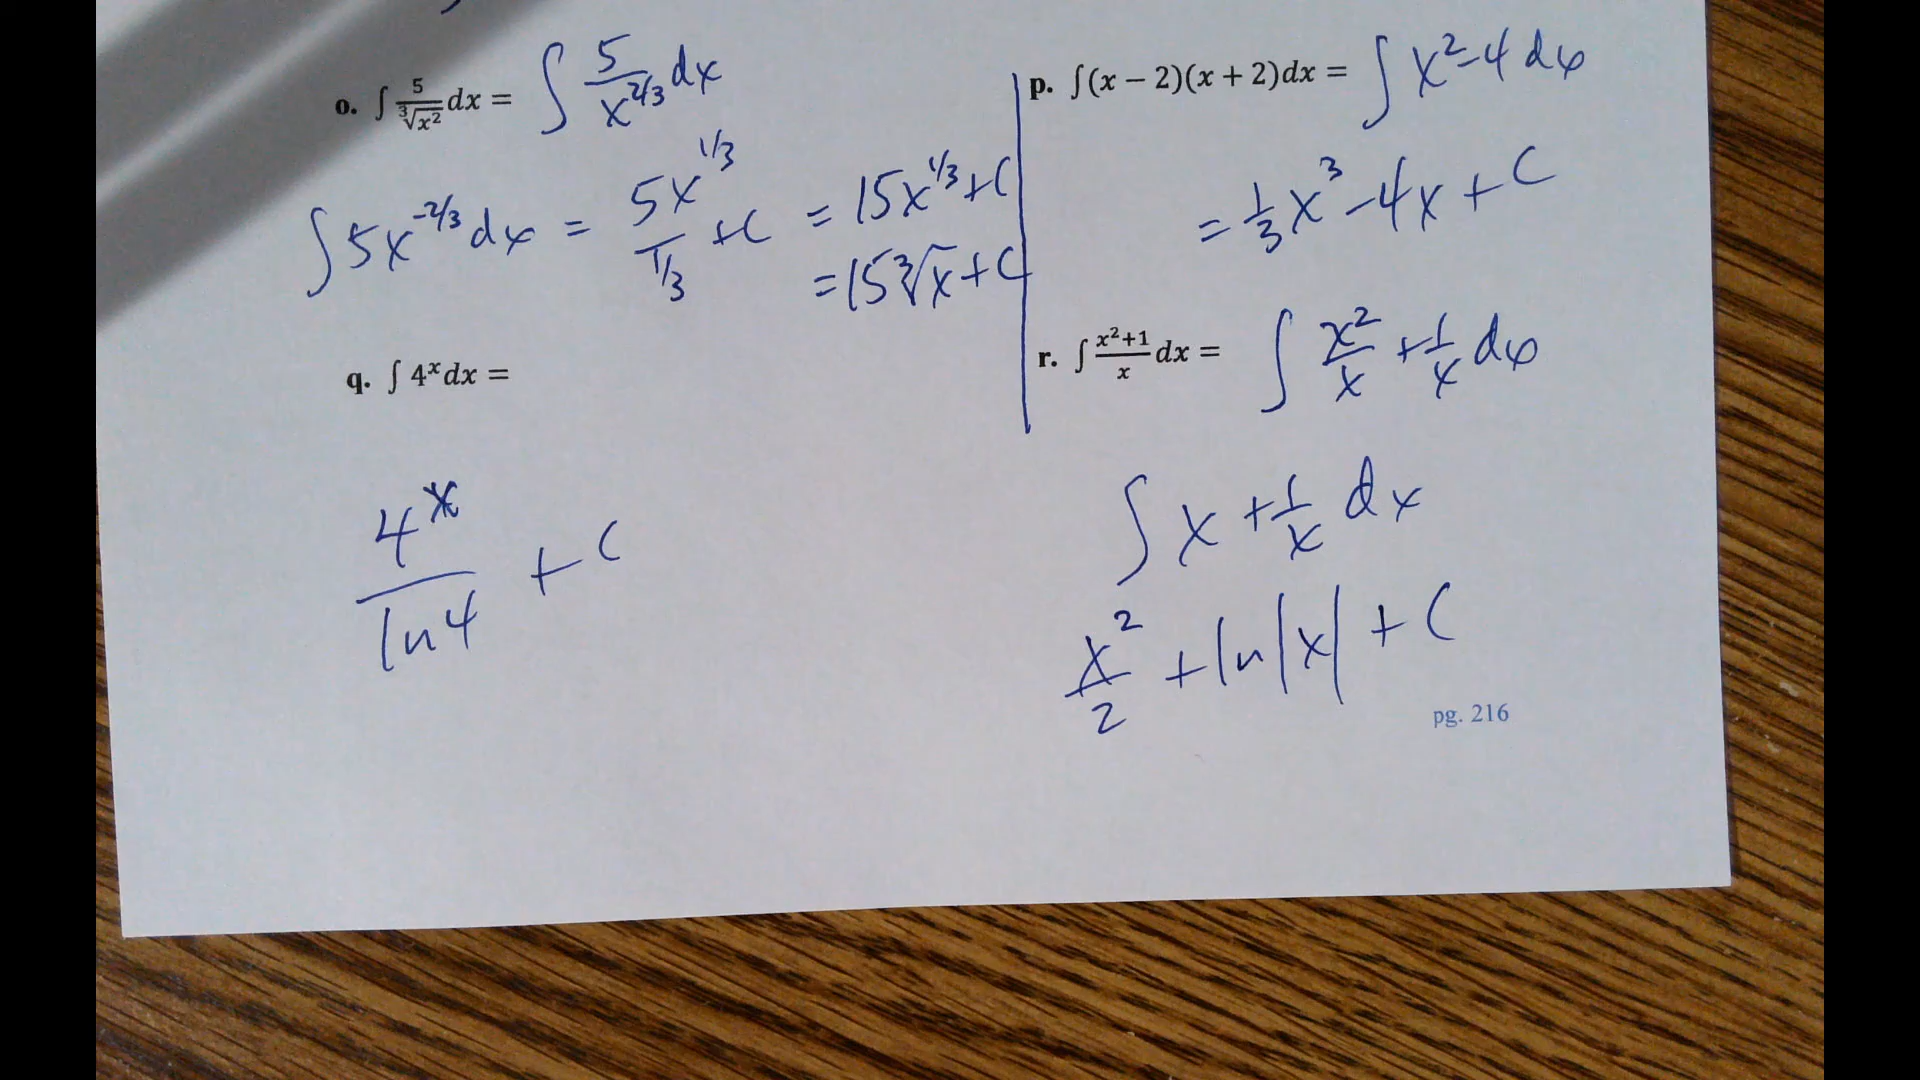 o. ∫ 5/∛x² dx = ∫ 5/x^2/3 dx
∫ 5x^-2/3 dx = 5x^1/3 / 1/3 + C = 15x^1/3 + C
= 15∛x + C
p. ∫(x − 2)(x + 2)dx = ∫ x² - 4 dx
= 1/3 x³ - 4x + C
q. ∫ 4^x dx =
4^x / ln 4 + C
r. ∫ x²+1/x dx = ∫ x²/x + 1/x dx
∫ x + 1/x dx
x²/2 + ln|x| + C
pg. 216